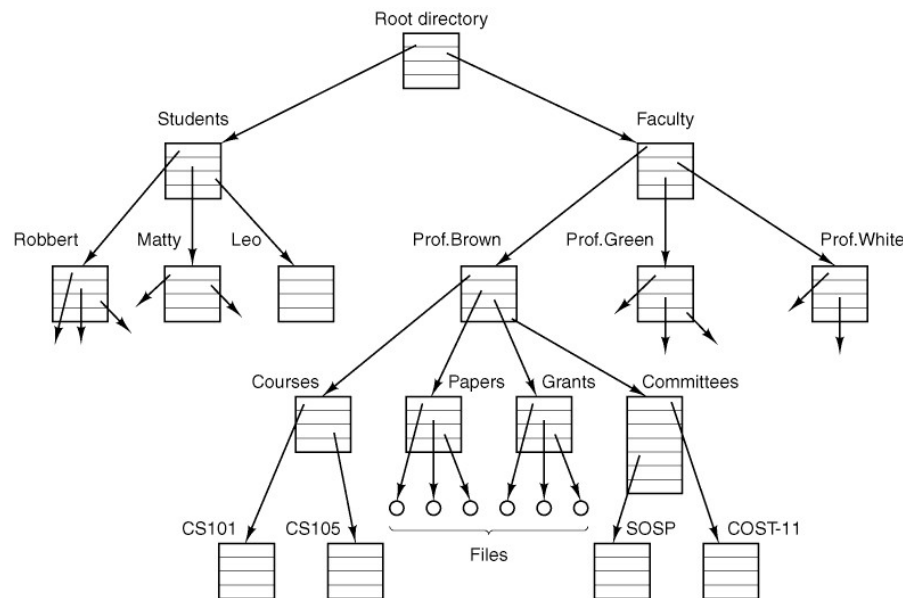 Root directory
Students Faculty
Robbert Matty Leo Prof.Brown Prof.Green Prof.White
Courses Papers Grants Committees
CS101 CS105 SOSP COST-11
Files